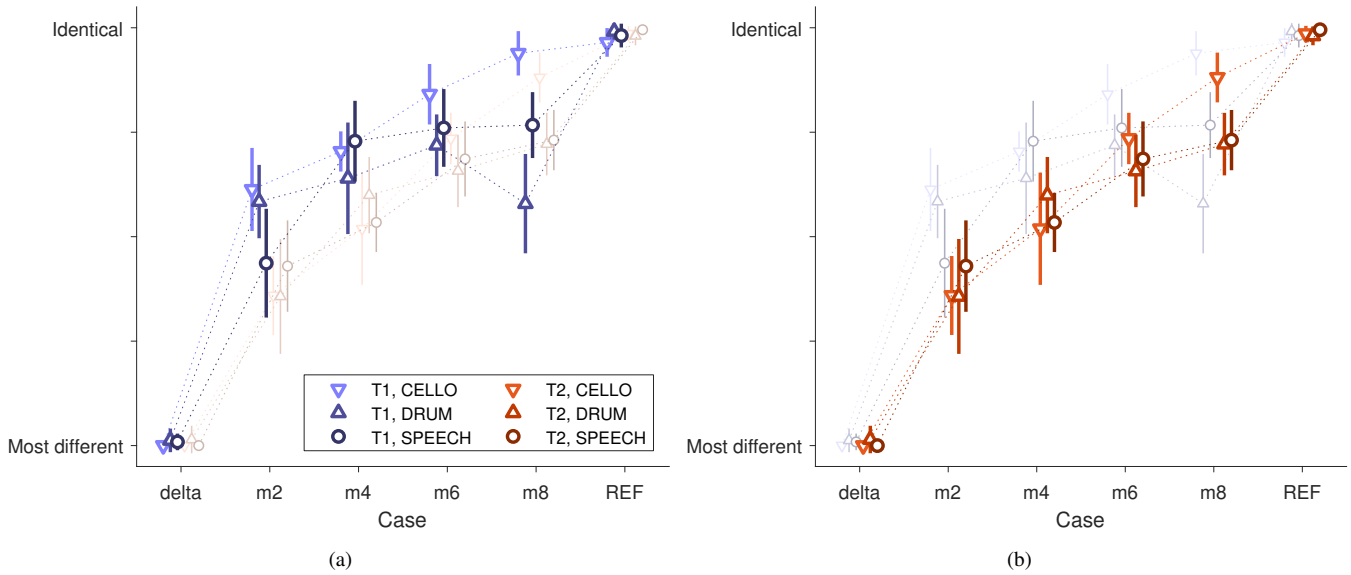 Identical
Most different
delta m2 m4 m6 m8 REF
Case
T1, CELLO T2, CELLO
T1, DRUM T2, DRUM
T1, SPEECH T2, SPEECH
(a)
Identical
Most different
delta m2 m4 m6 m8 REF
Case
(b)